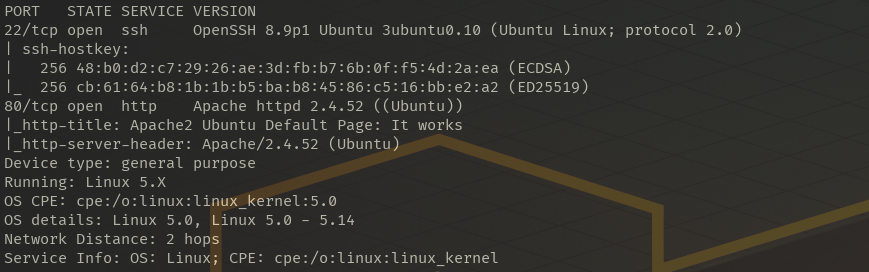 PORT   STATE SERVICE VERSION
22/tcp open  ssh     OpenSSH 8.9p1 Ubuntu 3ubuntu0.10 (Ubuntu Linux; protocol 2.0)
| ssh-hostkey:
|   256 48:b0:d2:c7:29:26:ae:3d:fb:b7:6b:0f:f5:4d:2a:ea (ECDSA)
|_  256 cb:61:64:b8:1b:1b:b5:ba:b8:45:86:c5:16:bb:e2:a2 (ED25519)
80/tcp open  http    Apache httpd 2.4.52 ((Ubuntu))
|_http-title: Apache2 Ubuntu Default Page: It works
|_http-server-header: Apache/2.4.52 (Ubuntu)
Device type: general purpose
Running: Linux 5.X
OS CPE: cpe:/o:linux:linux_kernel:5.0
OS details: Linux 5.0, Linux 5.0 - 5.14
Network Distance: 2 hops
Service Info: OS: Linux; CPE: cpe:/o:linux:linux_kernel